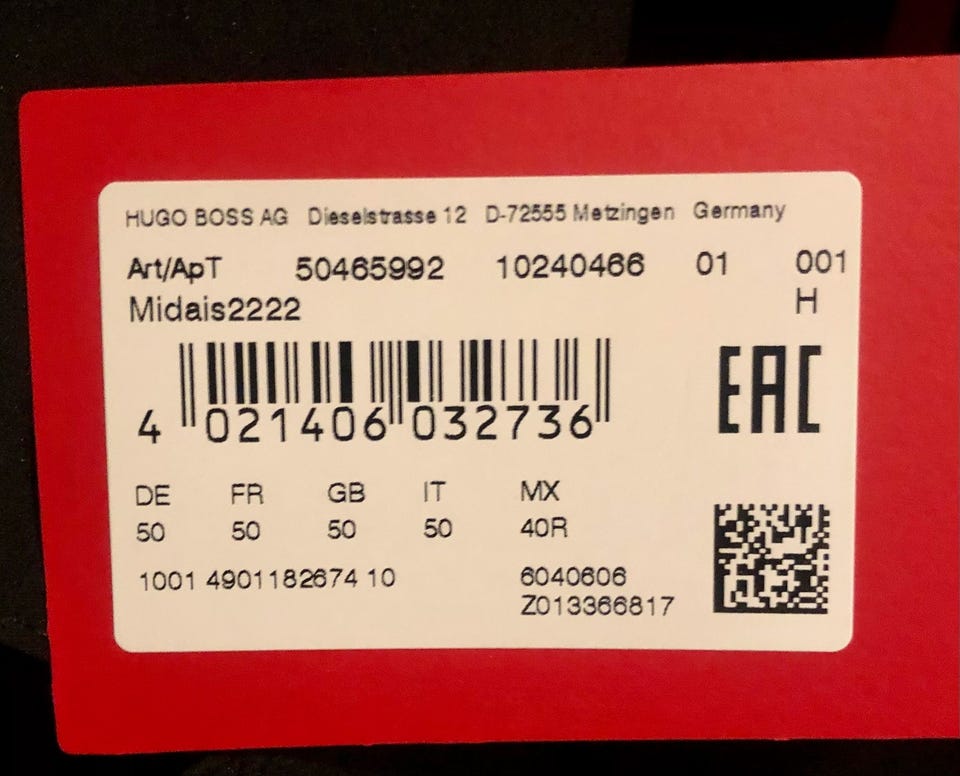 HUGO BOSS AG Dieselstrasse 12 D-72555 Metzingen Germany
Art/ApT 50465992 10240466 01 001
Midais2222 H
4 021406 032736
EAC
DE FR GB IT MX
50 50 50 50 40R
1001 4901182674 10 6040606
Z013366817